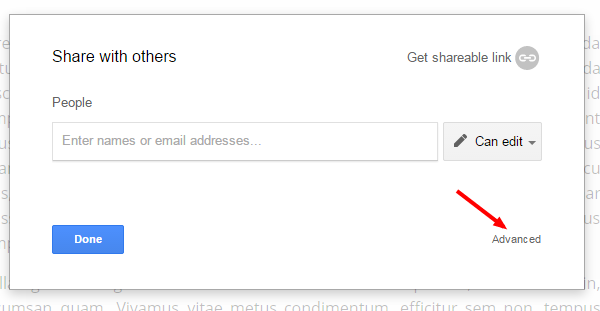 Share with others
Get shareable link
People
Enter names or email addresses...
Can edit
Done
Advanced
umsan quam. Vivamus vitae metus condimentum, efficitur sem non, tempus